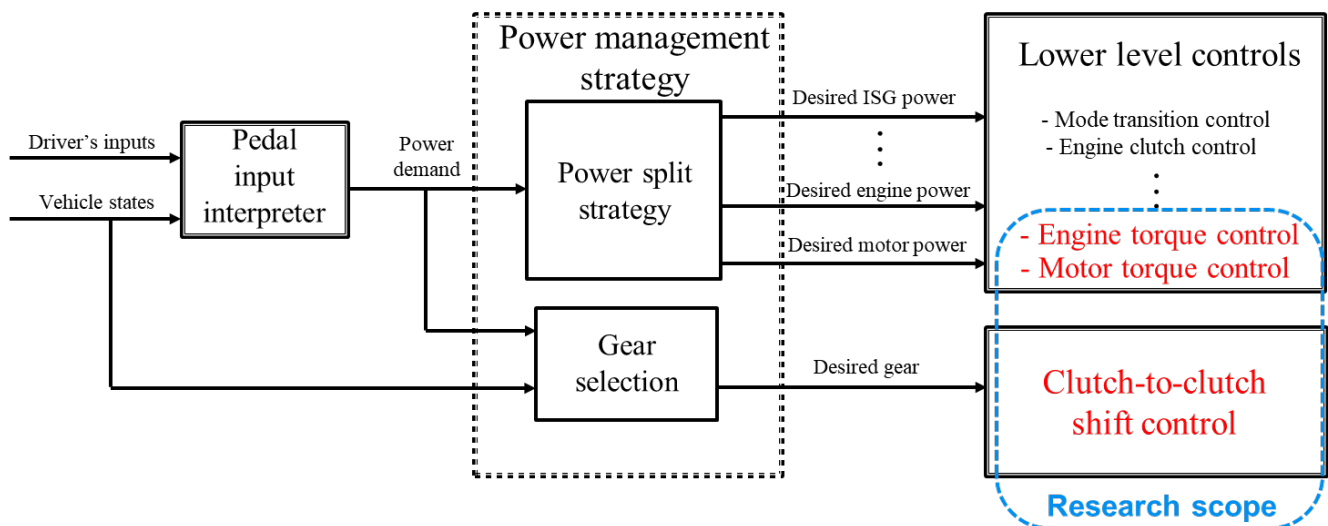 Driver’s inputs
Vehicle states
Pedal
input
interpreter
Power
demand
Power management
strategy
Power split
strategy
Gear
selection
Desired ISG power
⋮
Desired engine power
Desired motor power
Desired gear
Lower level controls
- Mode transition control
- Engine clutch control
⋮
- Engine torque control
- Motor torque control
Clutch-to-clutch
shift control
Research scope